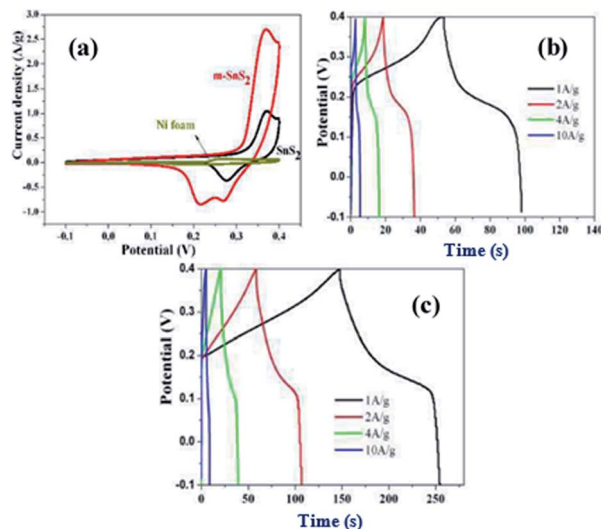 (a)
3.0
2.5
2.0
1.5
1.0
0.5
0.0
-0.5
-1.0
Current density (A/g)
m-SnS2
Ni foam
SnS2
-0.1 0.0 0.1 0.2 0.3 0.4
Potential (V)
(b)
0.4
0.3
0.2
0.1
0.0
-0.1
Potential (V)
1A/g
2A/g
4A/g
10A/g
0 20 40 60 80 100 120 140
Time (s)
(c)
0.4
0.3
0.2
0.1
0.0
-0.1
Potential (V)
1A/g
2A/g
4A/g
10A/g
0 50 100 150 200 250
Time (s)